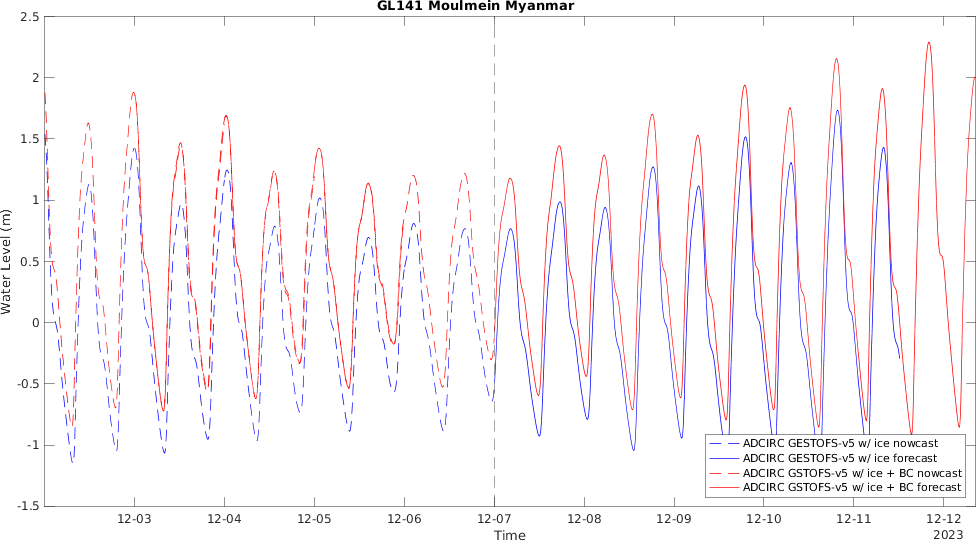 GL141 Moulmein Myanmar
2.5
2
1.5
1
0.5
0
-0.5
-1
-1.5
Water Level (m)
ADCIRC GESTOFS-v5 w/ ice nowcast
ADCIRC GESTOFS-v5 w/ ice forecast
ADCIRC GSTOFS-v5 w/ ice + BC nowcast
ADCIRC GSTOFS-v5 w/ ice + BC forecast
12-03 12-04 12-05 12-06 12-07 12-08 12-09 12-10 12-11 12-12
Time 2023